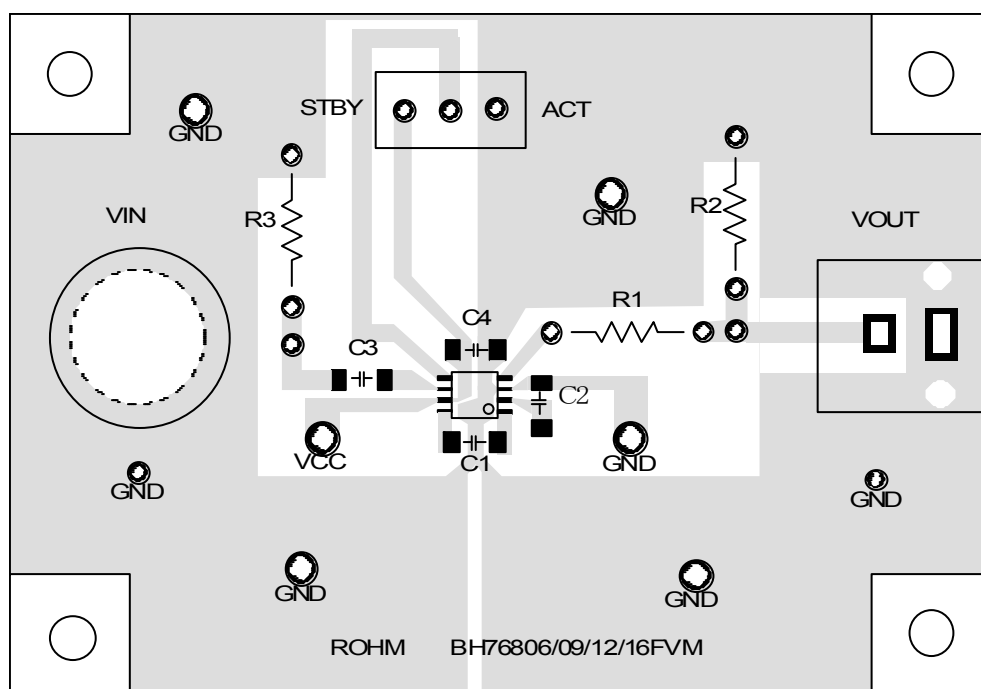 STBY
ACT
GND
R3
GND
R2
VIN
VOUT
R1
C4
C3
C2
VCC
C1
GND
GND
GND
GND
GND
ROHM BH76806/09/12/16FVM